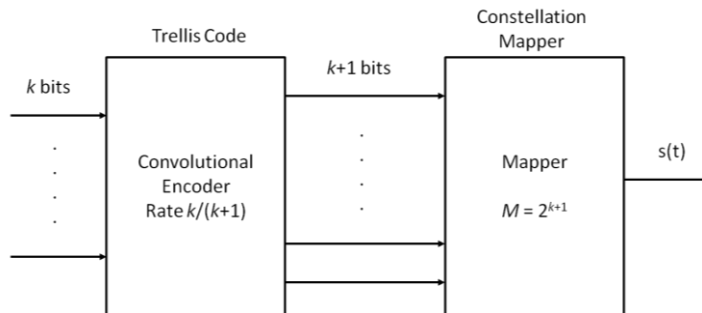 Trellis Code
Constellation
Mapper
k bits
k+1 bits
Convolutional
Encoder
Rate k/(k+1)
Mapper
M = 2^{k+1}
s(t)